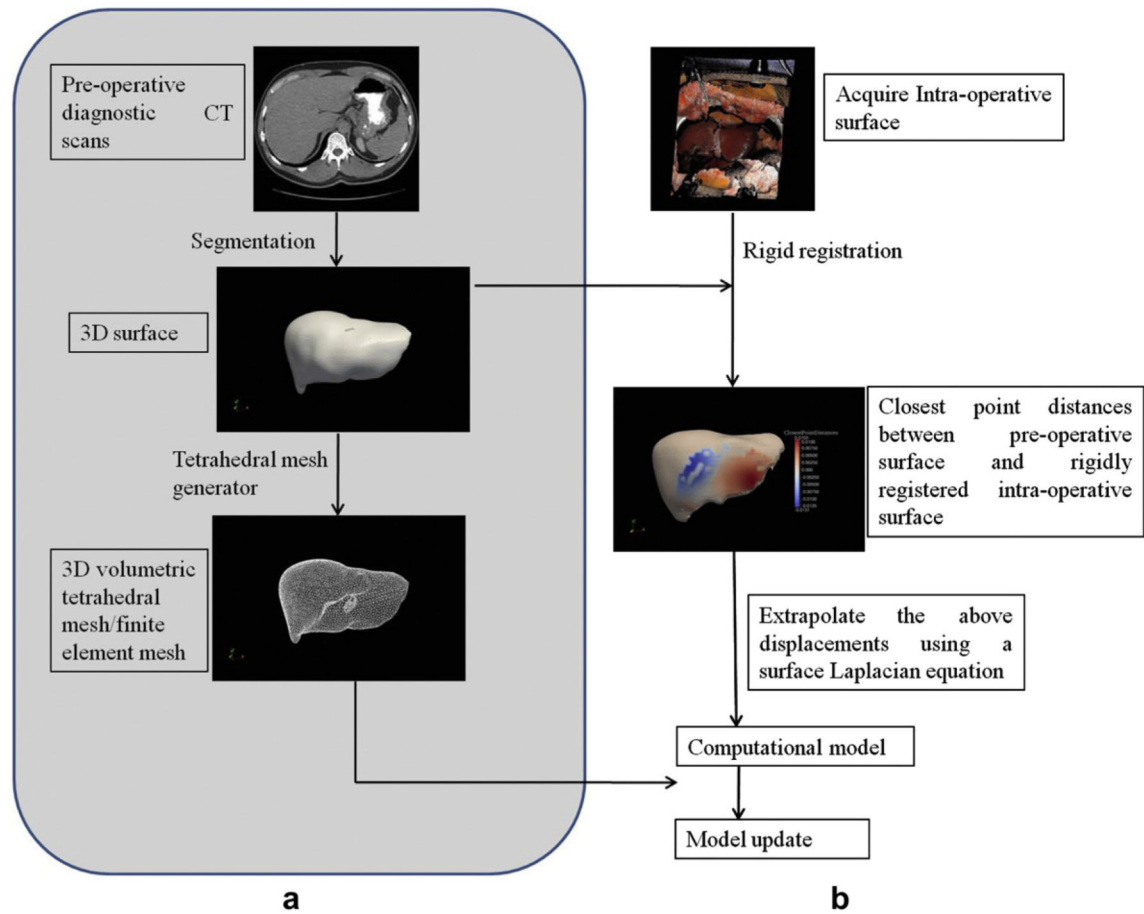 Pre-operative
diagnostic CT
scans
Segmentation
3D surface
Tetrahedral mesh
generator
3D volumetric
tetrahedral
mesh/finite
element mesh
a
Acquire Intra-operative
surface
Rigid registration
ClosestPointDistances
Closest point distances
between pre-operative
surface and rigidly
registered intra-operative
surface
Extrapolate the above
displacements using a
surface Laplacian equation
Computational model
Model update
b